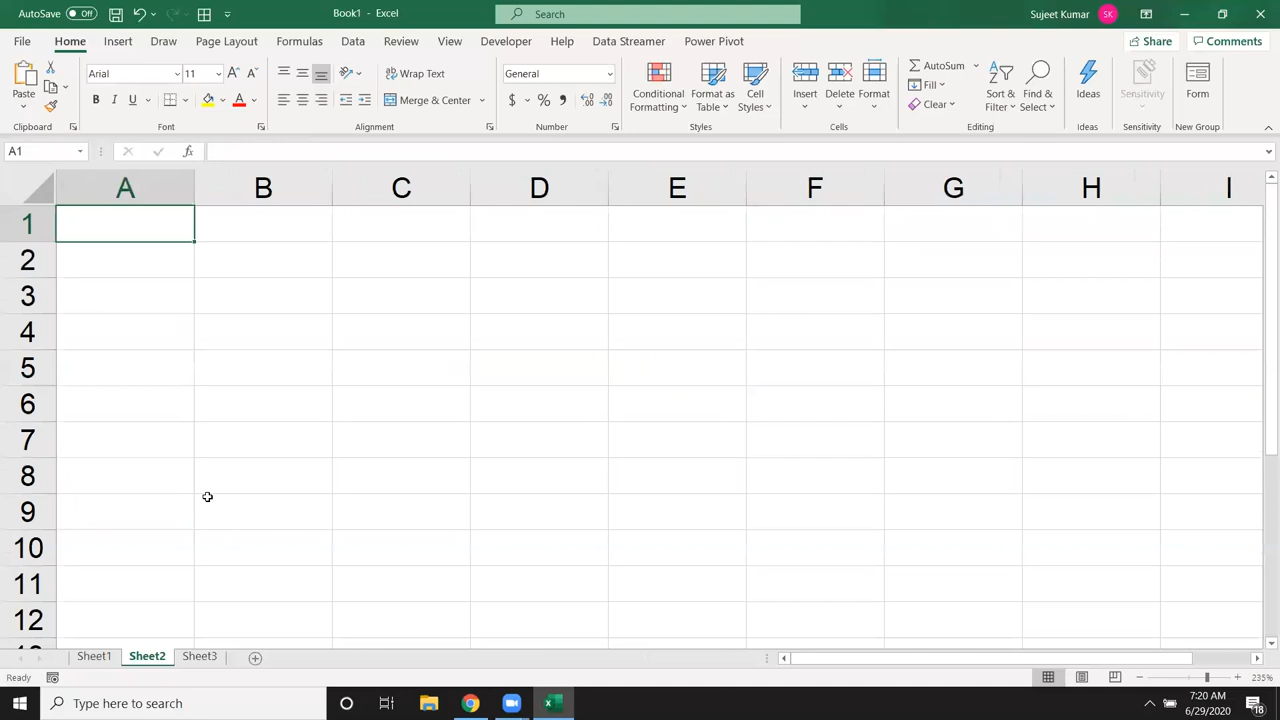 AutoSave Off Book1 - Excel Search Sujeet Kumar SK
File Home Insert Draw Page Layout Formulas Data Review View Developer Help Data Streamer Power Pivot Share Comments
Paste Arial 11 Wrap Text General Conditional Formatting Format as Table Cell Styles Insert Delete Format AutoSum Sort & Filter Find & Select Ideas Sensitivity Form
B I U Merge & Center $ % Fill Clear
Clipboard Font Alignment Number Styles Cells Editing Ideas Sensitivity New Group
A1 fx
A B C D E F G H I
1
2
3
4
5
6
7
8
9
10
11
12
Sheet1 Sheet2 Sheet3
Ready 235%
Type here to search 7:20 AM
6/29/2020 18